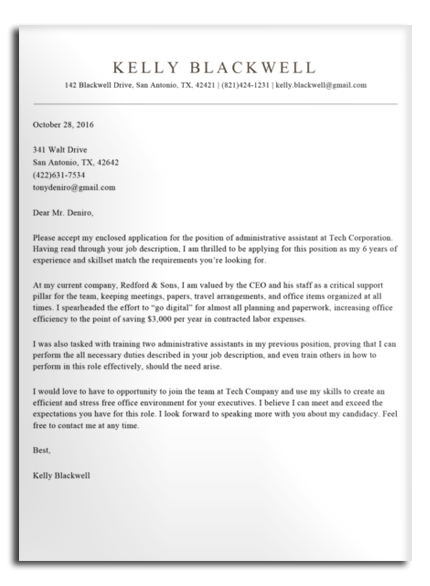 KELLY BLACKWELL
142 Blackwell Drive, San Antonio, TX, 42421 | (821)424-1231 | kelly.blackwell@gmail.com
October 28, 2016
341 Walt Drive
San Antonio, TX, 42642
(422)631-7534
tonydeniro@gmail.com
Dear Mr. Deniro,
Please accept my enclosed application for the position of administrative assistant at Tech Corporation.
Having read through your job description, I am thrilled to be applying for this position as my 6 years of
experience and skillset match the requirements you're looking for.
At my current company, Redford & Sons, I am valued by the CEO and his staff as a critical support
pillar for the team, keeping meetings, papers, travel arrangements, and office items organized at all
times. I spearheaded the effort to "go digital" for almost all planning and paperwork, increasing office
efficiency to the point of saving $3,000 per year in contracted labor expenses.
I was also tasked with training two administrative assistants in my previous position, proving that I can
perform the all necessary duties described in your job description, and even train others in how to
perform in this role effectively, should the need arise.
I would love to have to opportunity to join the team at Tech Company and use my skills to create an
efficient and stress free office environment for your executives. I believe I can meet and exceed the
expectations you have for this role. I look forward to speaking more with you about my candidacy. Feel
free to contact me at any time.
Best,
Kelly Blackwell